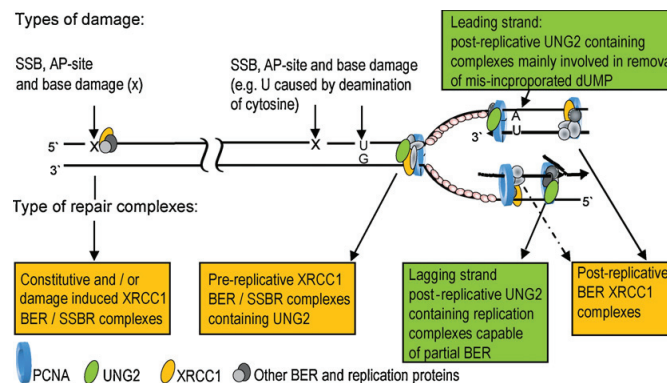 Types of damage:
SSB, AP-site
and base damage (x)
SSB, AP-site and base damage
(e.g. U caused by deamination
of cytosine)
Leading strand:
post-replicative UNG2 containing
complexes mainly involved in remova
of mis-incproporated dUMP
5`
X
X
U
G
3`
3`
A
U
5`
Type of repair complexes:
Constitutive and / or
damage induced XRCC1
BER / SSBR complexes
Pre-replicative XRCC1
BER / SSBR complexes
containing UNG2
Lagging strand
post-replicative UNG2
containing replication
complexes capable
of partial BER
Post-replicative
BER XRCC1
complexes
PCNA
UNG2
XRCC1
Other BER and replication proteins